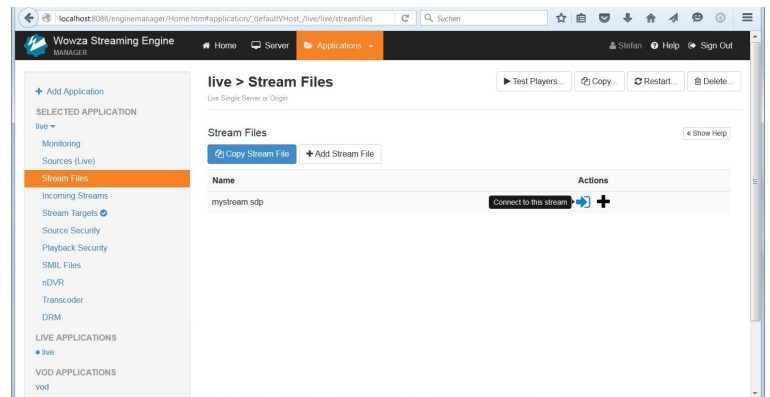 localhost:8088/enginemanager/Home.htm#application/_defaultVHost_/live/live/streamfiles
Suchen
Wowza Streaming Engine
MANAGER
Home
Server
Applications
Stefan
Help
Sign Out
+ Add Application
SELECTED APPLICATION
live
Monitoring
Sources (Live)
Stream Files
Incoming Streams
Stream Targets
Source Security
Playback Security
SMIL Files
nDVR
Transcoder
DRM
LIVE APPLICATIONS
live
VOD APPLICATIONS
vod
live > Stream Files
Live Single Server or Origin
Test Players...
Copy...
Restart...
Delete...
Stream Files
« Show Help
Copy Stream File
+ Add Stream File
Name Actions
mystream.sdp Connect to this stream